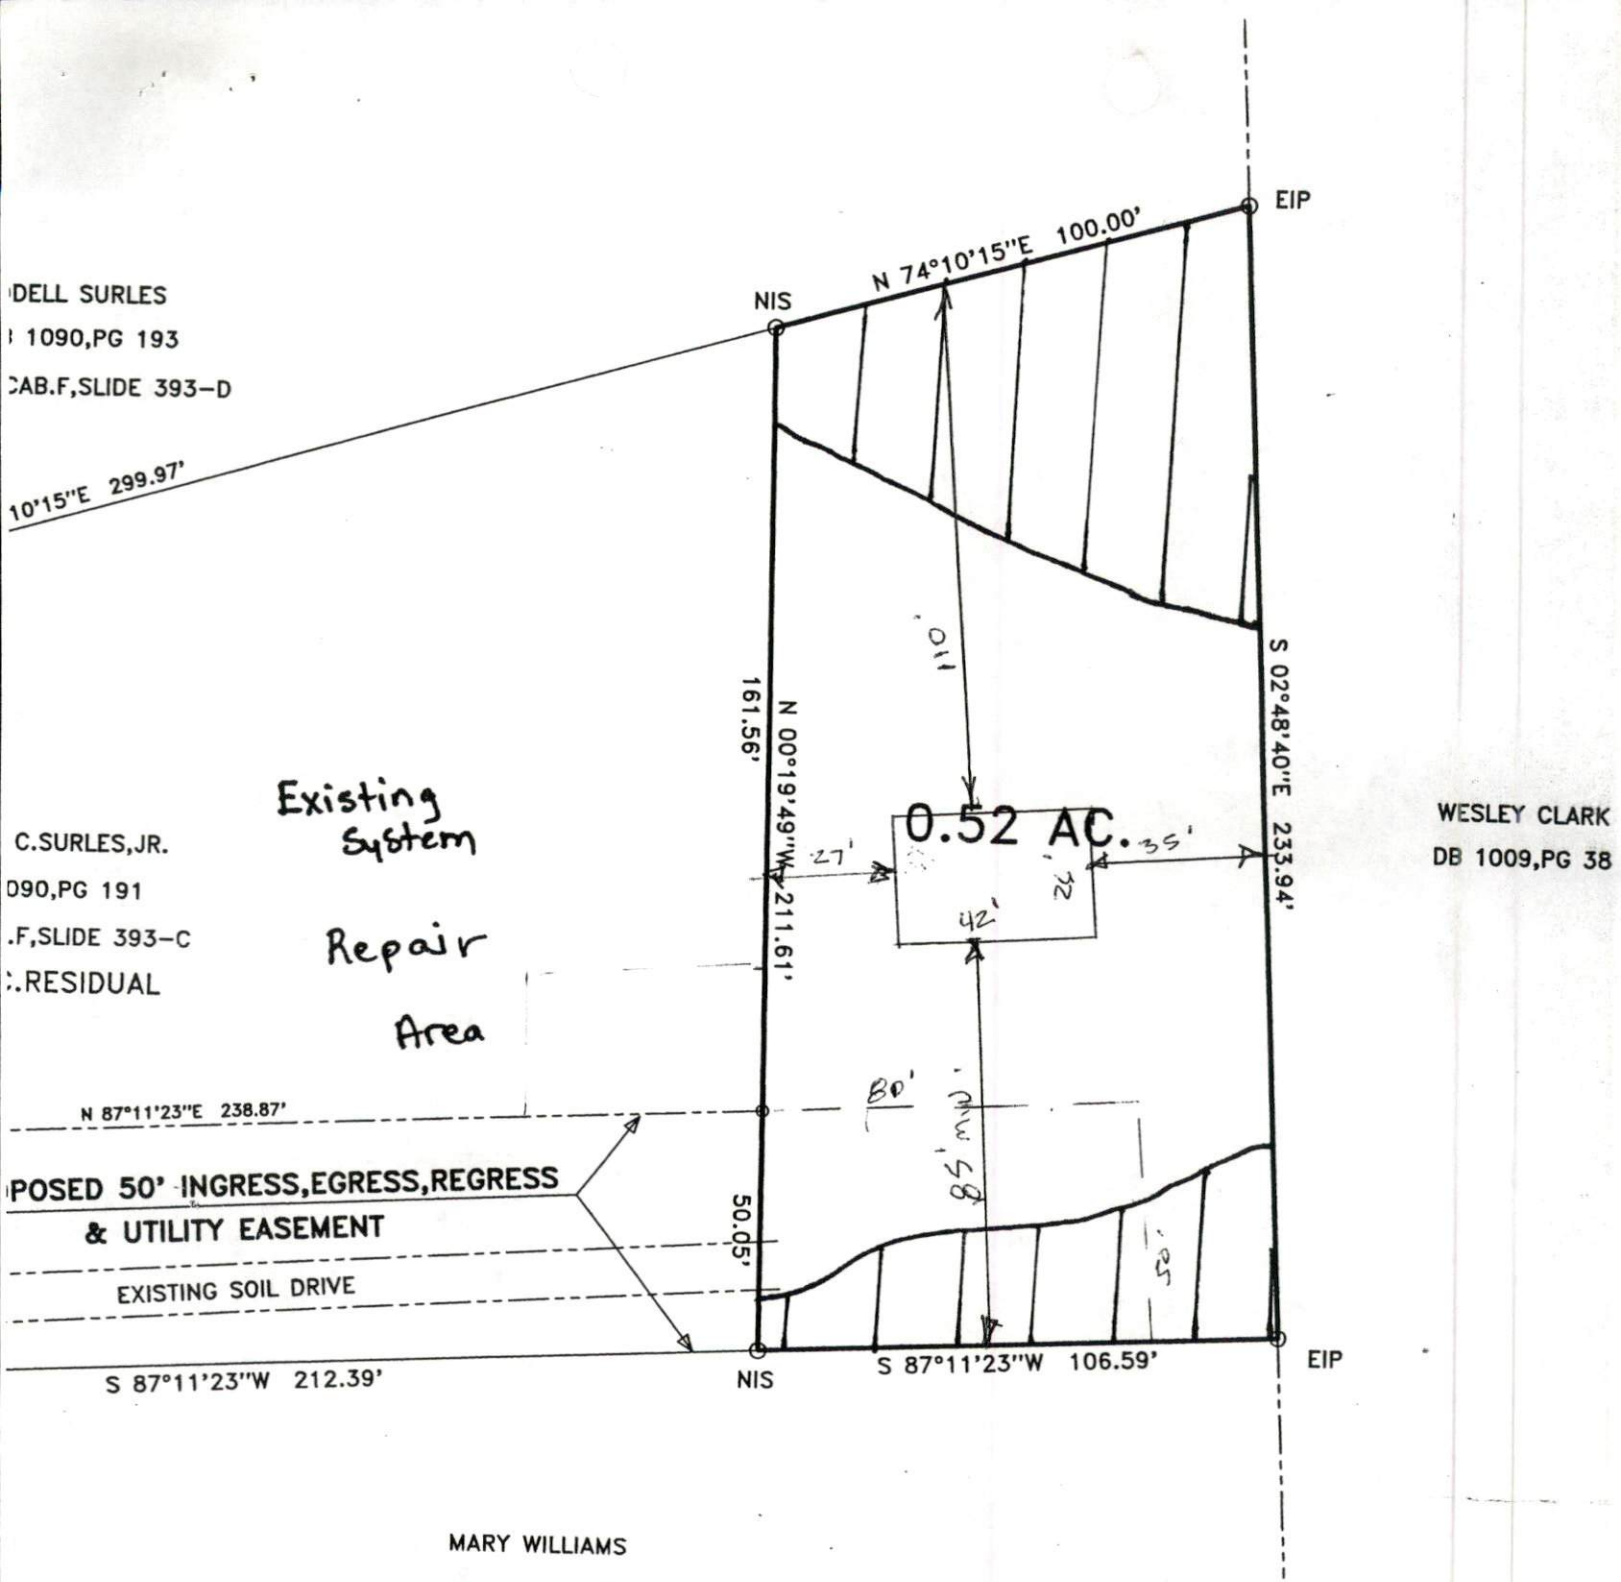 EIP
N 74°10'15"E 100.00'
NIS
DELL SURLES
1090,PG 193
CAB.F,SLIDE 393-D
10'15"E 299.97'
110'
S 02°48'40"E 233.94'
161.56'
N 00°19'49"W 211.61'
Existing
System
0.52 AC.
27'
35'
32'
42'
WESLEY CLARK
DB 1009,PG 38
C.SURLES,JR.
090,PG 191
.F,SLIDE 393-C
.RESIDUAL
Repair
Area
80'
85' MIN.
N 87°11'23"E 238.87'
POSED 50' INGRESS,EGRESS,REGRESS
& UTILITY EASEMENT
50.05'
50'
EXISTING SOIL DRIVE
S 87°11'23"W 212.39'
NIS
S 87°11'23"W 106.59'
EIP
MARY WILLIAMS